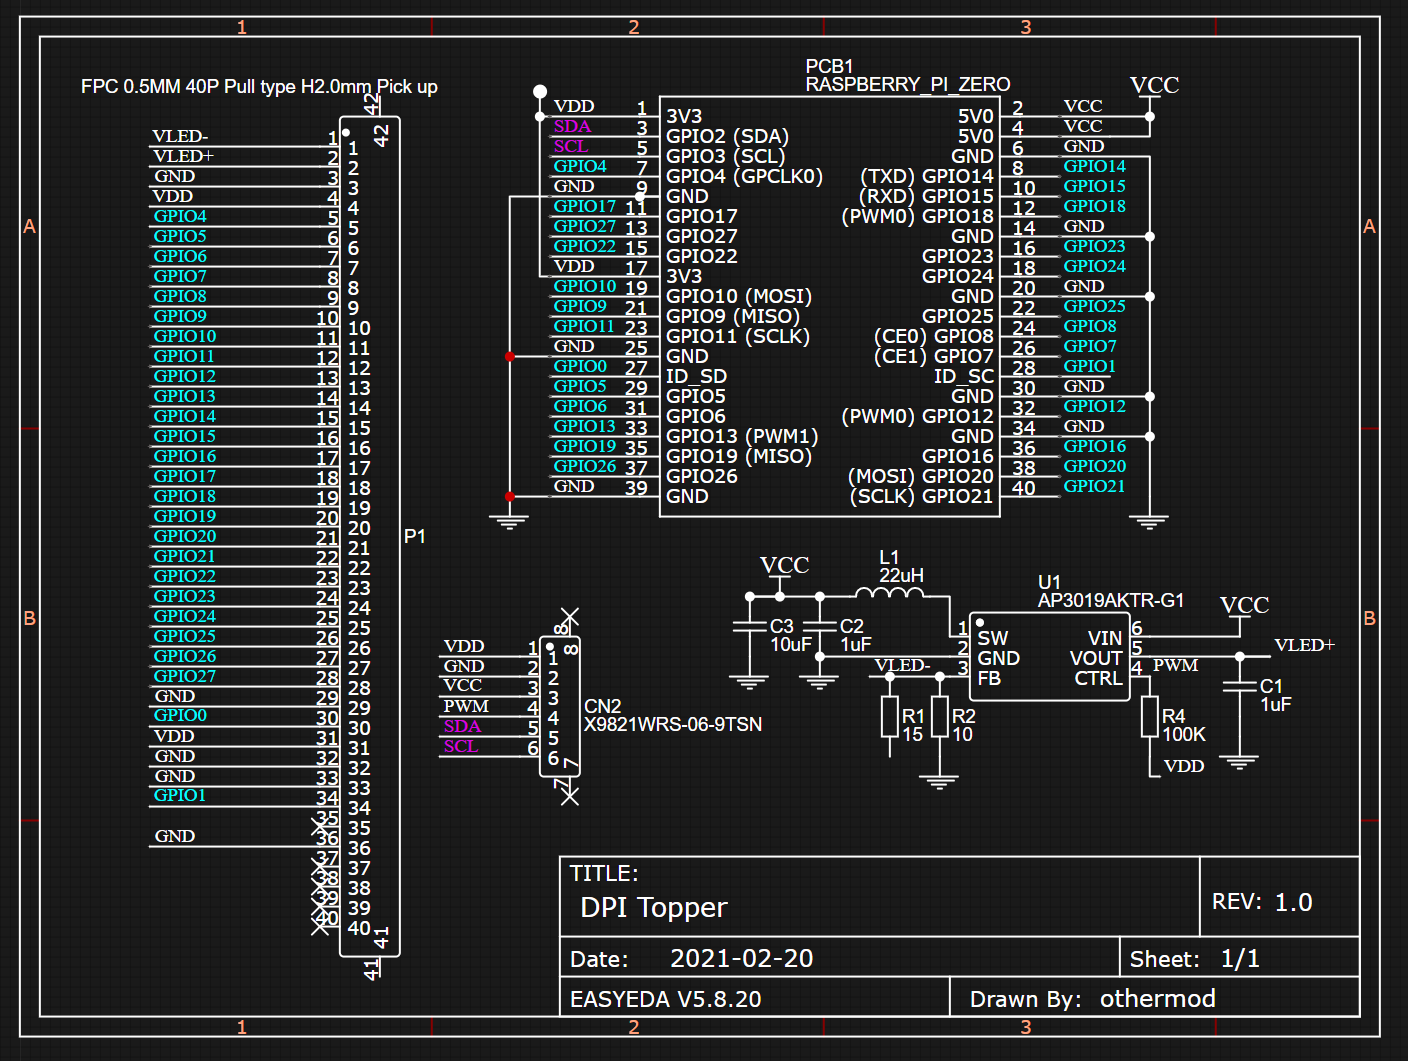 1 2 3
FPC 0.5MM 40P Pull type H2.0mm Pick up
42
42
VLED- 1 1
VLED+ 2 2
GND 3 3
VDD 4 4
GPIO4 5 5
GPIO5 6 6
GPIO6 7 7
GPIO7 8 8
GPIO8 9 9
GPIO9 10 10
GPIO10 11 11
GPIO11 12 12
GPIO12 13 13
GPIO13 14 14
GPIO14 15 15
GPIO15 16 16
GPIO16 17 17
GPIO17 18 18
GPIO18 19 19
GPIO19 20 20
GPIO20 21 21
GPIO21 22 22
GPIO22 23 23
GPIO23 24 24
GPIO24 25 25
GPIO25 26 26
GPIO26 27 27
GPIO27 28 28
GND 29 29
GPIO0 30 30
VDD 31 31
GND 32 32
GND 33 33
GPIO1 34 34
35 35
GND 36 36
37 37
38 38
39 39
40 40
41
41
P1
PCB1
RASPBERRY_PI_ZERO
VCC
VDD 1 3V3 5V0 2 VCC
SDA 3 GPIO2 (SDA) 5V0 4 VCC
SCL 5 GPIO3 (SCL) GND 6 GND
GPIO4 7 GPIO4 (GPCLK0) (TXD) GPIO14 8 GPIO14
GND 9 GND (RXD) GPIO15 10 GPIO15
GPIO17 11 GPIO17 (PWM0) GPIO18 12 GPIO18
GPIO27 13 GPIO27 GND 14 GND
GPIO22 15 GPIO22 GPIO23 16 GPIO23
VDD 17 3V3 GPIO24 18 GPIO24
GPIO10 19 GPIO10 (MOSI) GND 20 GND
GPIO9 21 GPIO9 (MISO) GPIO25 22 GPIO25
GPIO11 23 GPIO11 (SCLK) (CE0) GPIO8 24 GPIO8
GND 25 GND (CE1) GPIO7 26 GPIO7
GPIO0 27 ID_SD ID_SC 28 GPIO1
GPIO5 29 GPIO5 GND 30 GND
GPIO6 31 GPIO6 (PWM0) GPIO12 32 GPIO12
GPIO13 33 GPIO13 (PWM1) GND 34 GND
GPIO19 35 GPIO19 (MISO) GPIO16 36 GPIO16
GPIO26 37 GPIO26 (MOSI) GPIO20 38 GPIO20
GND 39 GND (SCLK) GPIO21 40 GPIO21
A A
B B
8
8
VDD 1 1
GND 2 2
VCC 3 3
PWM 4 4
SDA 5 5
SCL 6 6
7
7
CN2
X9821WRS-06-9TSN
VCC
L1
22uH
C3
10uF
C2
1uF
U1
AP3019AKTR-G1
VCC
1 SW VIN 6
2 GND VOUT 5 VLED+
VLED- 3 FB CTRL 4 PWM
R1
15
R2
10
R4
100K
VDD
C1
1uF
TITLE:
DPI Topper
REV: 1.0
Date: 2021-02-20
Sheet: 1/1
EASYEDA V5.8.20
Drawn By: othermod
1 2 3